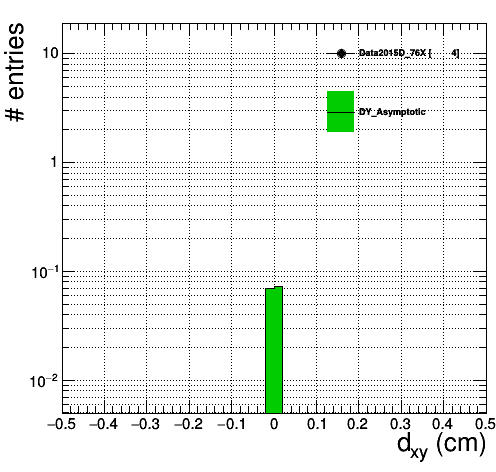 # entries
10
1
10⁻¹
10⁻²
Data2015D_76X [ 4]
DY_Asymptotic
−0.5 −0.4 −0.3 −0.2 −0.1 0 0.1 0.2 0.3 0.4 0.5
d_xy (cm)